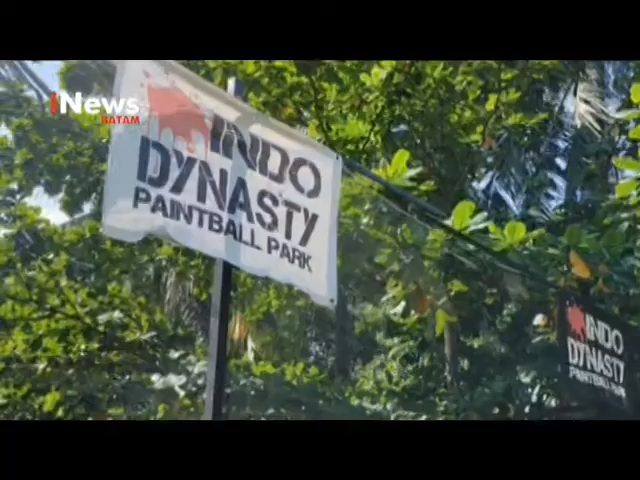 iNews
BATAM
INDO
DYNASTY
PAINTBALL PARK
INDO
DYNASTY
PAINTBALL PARK